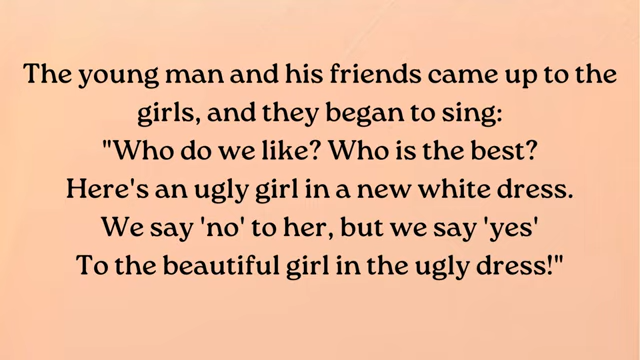 The young man and his friends came up to the
girls, and they began to sing:
"Who do we like? Who is the best?
Here's an ugly girl in a new white dress.
We say 'no' to her, but we say 'yes'
To the beautiful girl in the ugly dress!"